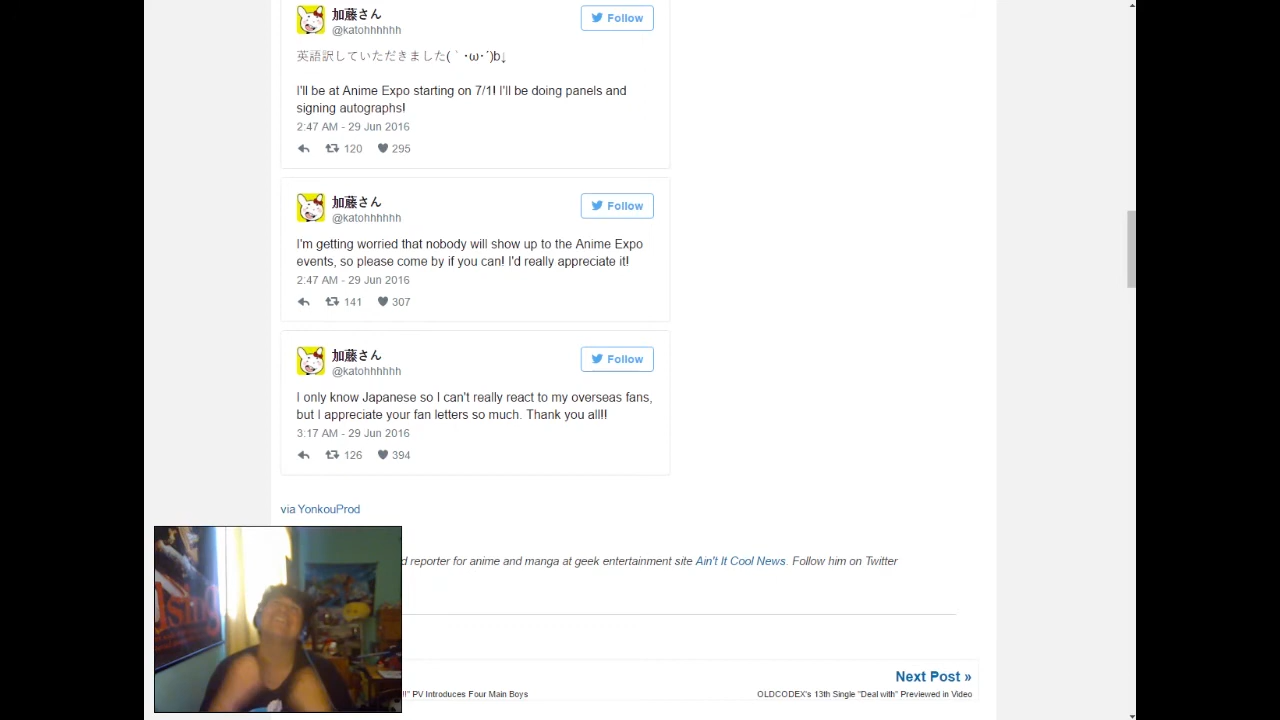 加藤さん
Follow
@katohhhhhh
英語訳していただきました(｀･ω･´)b↓
I'll be at Anime Expo starting on 7/1! I'll be doing panels and
signing autographs!
2:47 AM - 29 Jun 2016
120 295
加藤さん
Follow
@katohhhhhh
I'm getting worried that nobody will show up to the Anime Expo
events, so please come by if you can! I'd really appreciate it!
2:47 AM - 29 Jun 2016
141 307
加藤さん
Follow
@katohhhhhh
I only know Japanese so I can't really react to my overseas fans,
but I appreciate your fan letters so much. Thank you all!!
3:17 AM - 29 Jun 2016
126 394
via YonkouProd
d reporter for anime and manga at geek entertainment site Ain't It Cool News. Follow him on Twitter
Next Post »
!!" PV Introduces Four Main Boys
OLDCODEX's 13th Single "Deal with" Previewed in Video